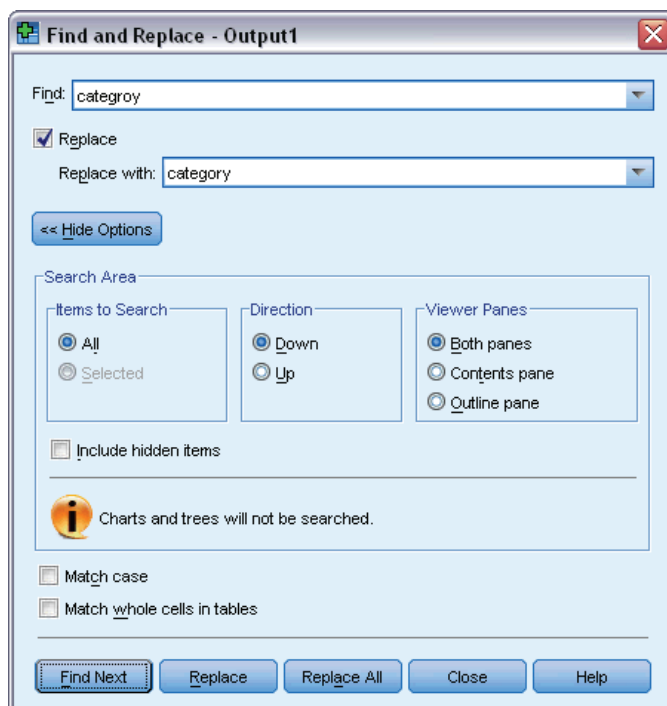 Find and Replace - Output1
Find: categroy
Replace
Replace with: category
<< Hide Options
Search Area
Items to Search
Direction
Viewer Panes
All
Down
Both panes
Selected
Up
Contents pane
Outline pane
Include hidden items
Charts and trees will not be searched.
Match case
Match whole cells in tables
Find Next
Replace
Replace All
Close
Help